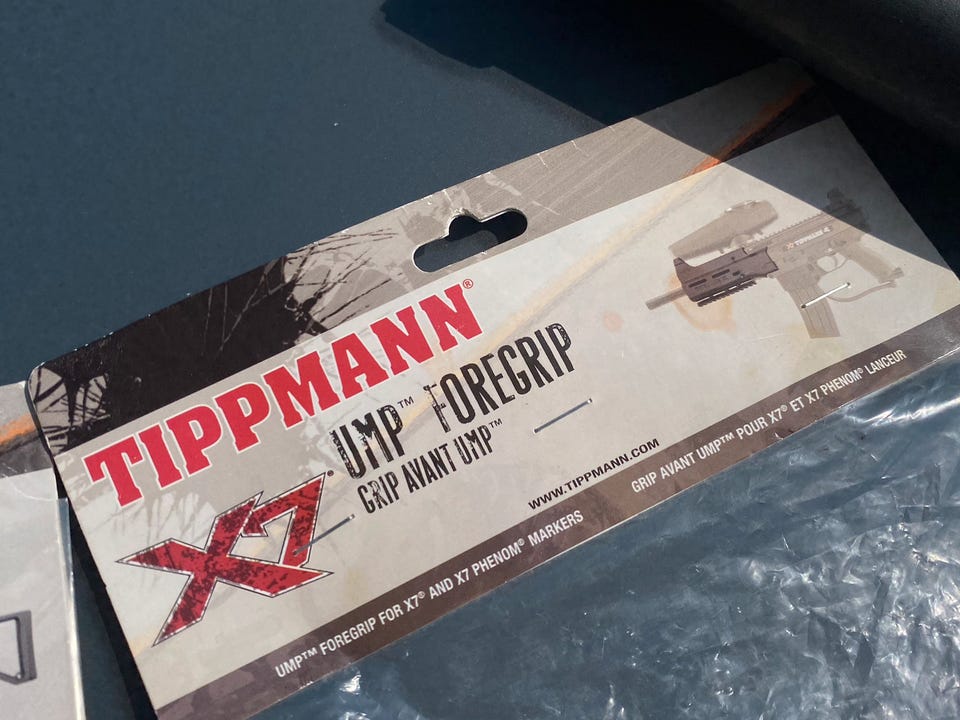 TIPPMANN®
UMP™ FOREGRIP
GRIP AVANT UMP™
X7®
WWW.TIPPMANN.COM
UMP™ FOREGRIP FOR X7® AND X7 PHENOM® MARKERS
GRIP AVANT UMP™ POUR X7® ET X7 PHENOM® LANCEUR
TIPPMANN